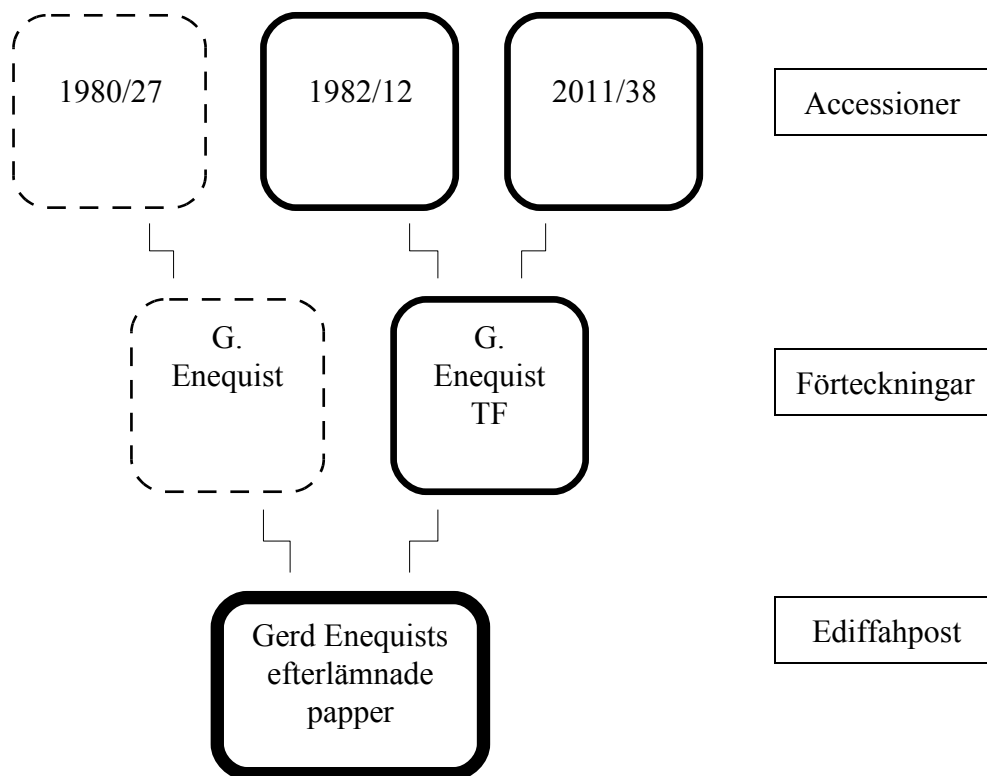 1980/27
1982/12
2011/38
Accessioner
G.
Enequist
G.
Enequist
TF
Förteckningar
Gerd Enequists
efterlämnade
papper
Ediffahpost